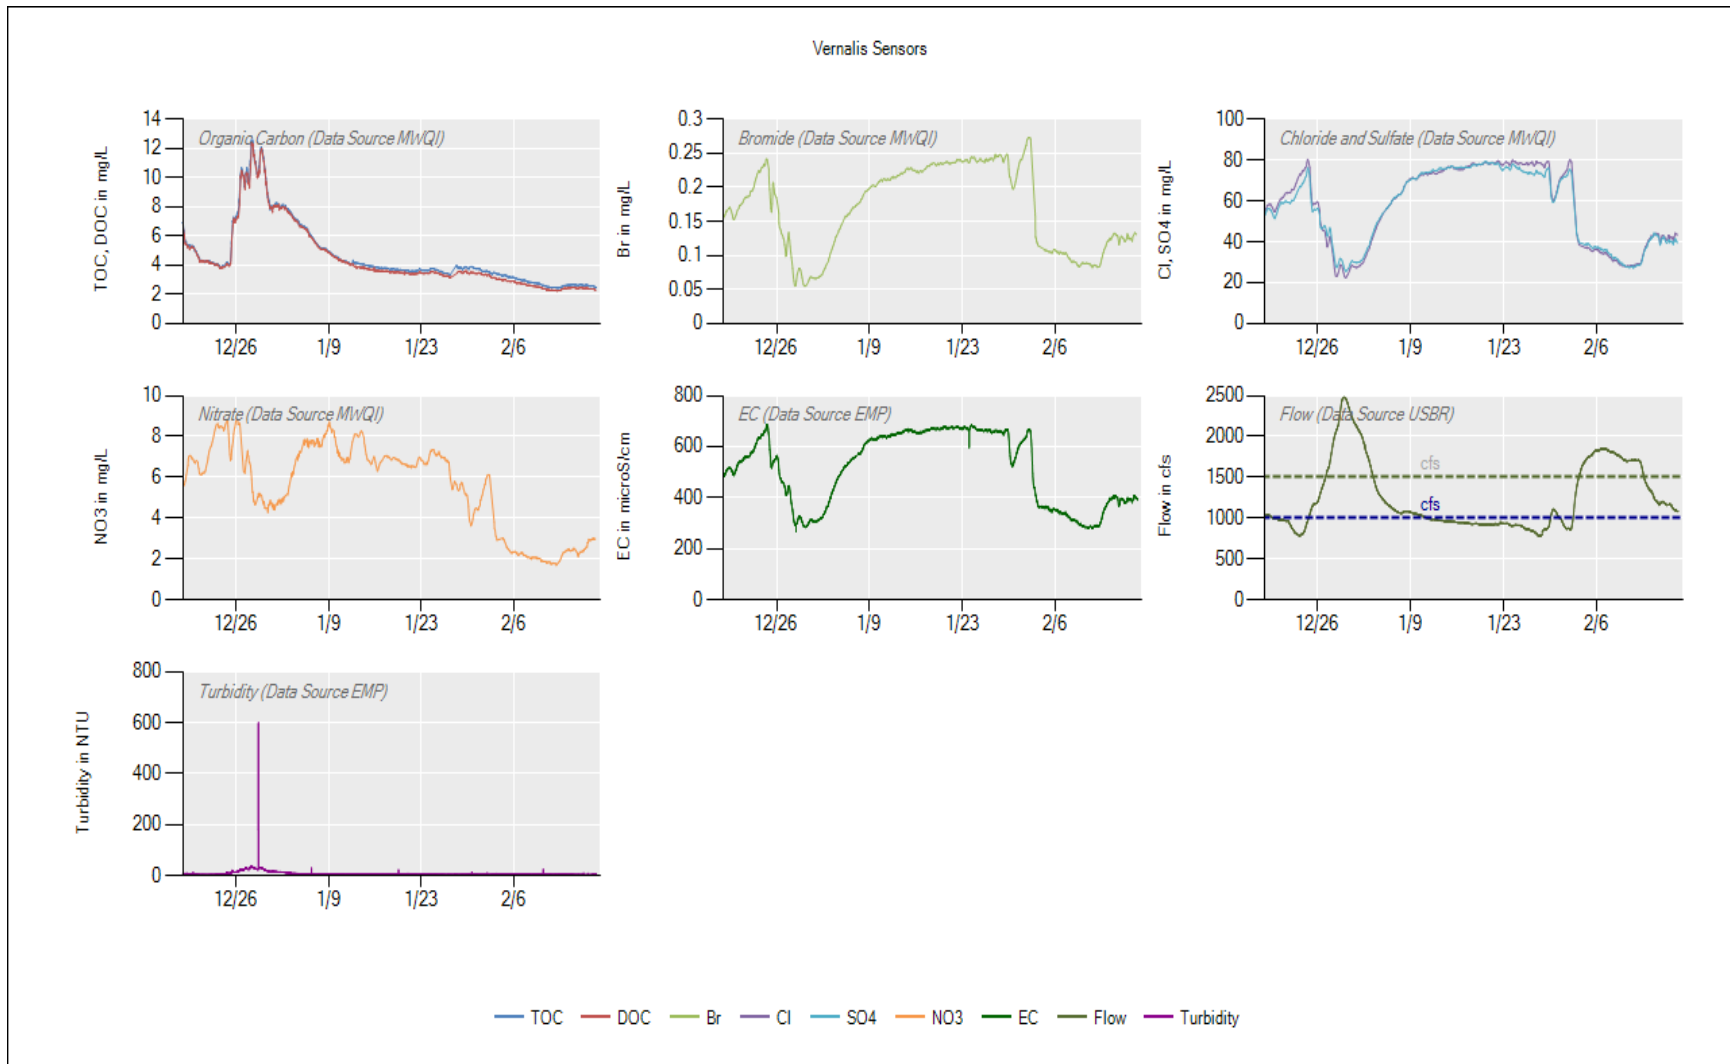 Vernalis Sensors
TOC, DOC in mg/L
14
12
10
8
6
4
2
0
Organic Carbon (Data Source MWQI)
12/26 1/9 1/23 2/6
Br in mg/L
0.3
0.25
0.2
0.15
0.1
0.05
0
Bromide (Data Source MWQI)
12/26 1/9 1/23 2/6
Cl, SO4 in mg/L
100
80
60
40
20
0
Chloride and Sulfate (Data Source MWQI)
12/26 1/9 1/23 2/6
NO3 in mg/L
10
8
6
4
2
0
Nitrate (Data Source MWQI)
12/26 1/9 1/23 2/6
EC in microS/cm
800
600
400
200
0
EC (Data Source EMP)
12/26 1/9 1/23 2/6
Flow in cfs
2500
2000
1500
1000
500
0
Flow (Data Source USBR)
cfs
cfs
12/26 1/9 1/23 2/6
Turbidity in NTU
800
600
400
200
0
Turbidity (Data Source EMP)
12/26 1/9 1/23 2/6
TOC DOC Br Cl SO4 NO3 EC Flow Turbidity